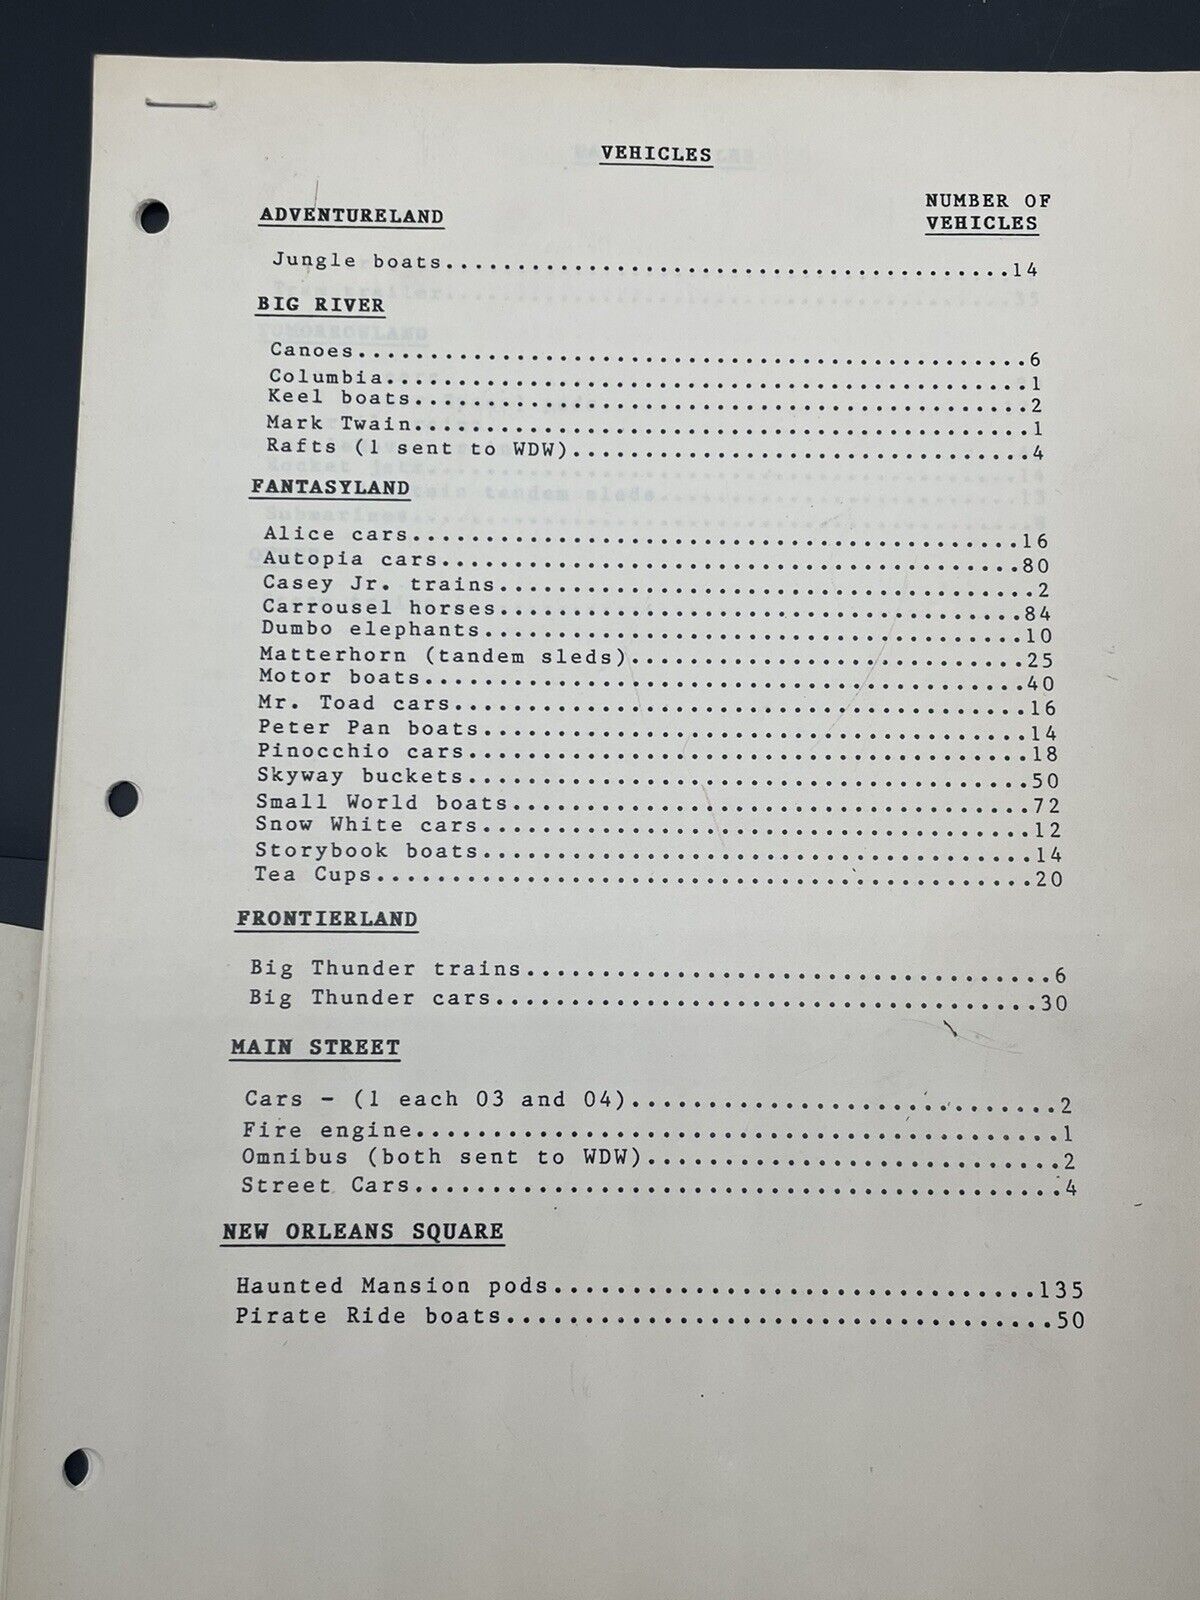 VEHICLES
NUMBER OF
VEHICLES
ADVENTURELAND
Jungle boats.......................................14
BIG RIVER
Canoes..............................................6
Columbia............................................1
Keel boats..........................................2
Mark Twain..........................................1
Rafts (1 sent to WDW)...............................4
FANTASYLAND
Alice cars.........................................16
Autopia cars.......................................80
Casey Jr. trains....................................2
Carrousel horses...................................84
Dumbo elephants....................................10
Matterhorn (tandem sleds)..........................25
Motor boats........................................40
Mr. Toad cars......................................16
Peter Pan boats....................................14
Pinocchio cars.....................................18
Skyway buckets.....................................50
Small World boats..................................72
Snow White cars....................................12
Storybook boats....................................14
Tea Cups...........................................20
FRONTIERLAND
Big Thunder trains..................................6
Big Thunder cars...................................30
MAIN STREET
Cars - (1 each 03 and 04)...........................2
Fire engine.........................................1
Omnibus (both sent to WDW)..........................2
Street Cars.........................................4
NEW ORLEANS SQUARE
Haunted Mansion pods..............................135
Pirate Ride boats..................................50